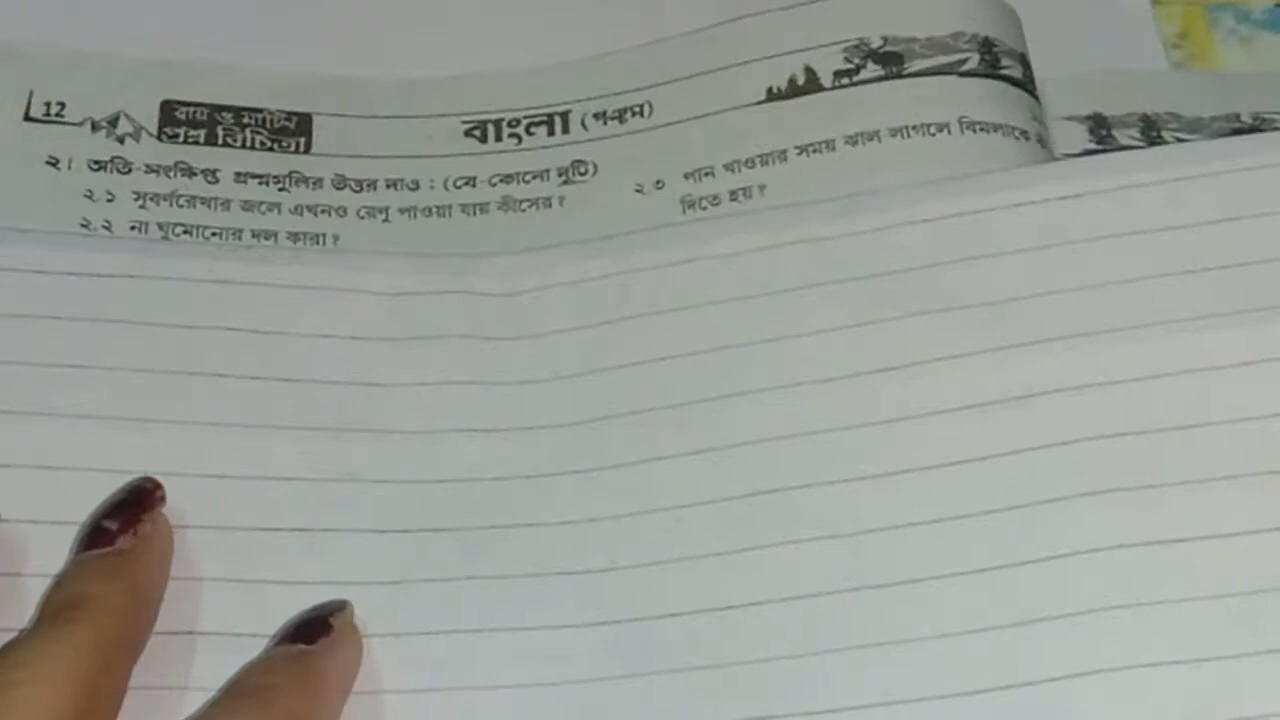 12
রায় ও মার্টিন
প্রশ্ন বিচিত্রা
বাংলা (পঞ্চম)
২। অতি-সংক্ষিপ্ত প্রশ্নগুলির উত্তর দাও : (যে-কোনো দুটি)
২.১ সুবর্ণরেখার জলে এখনও রেণু পাওয়া যায় কীসের?
২.২ না ঘুমোনোর দল কারা?
২.৩ পান খাওয়ার সময় ঝাল লাগলে বিমলাকে
দিতে হয়?